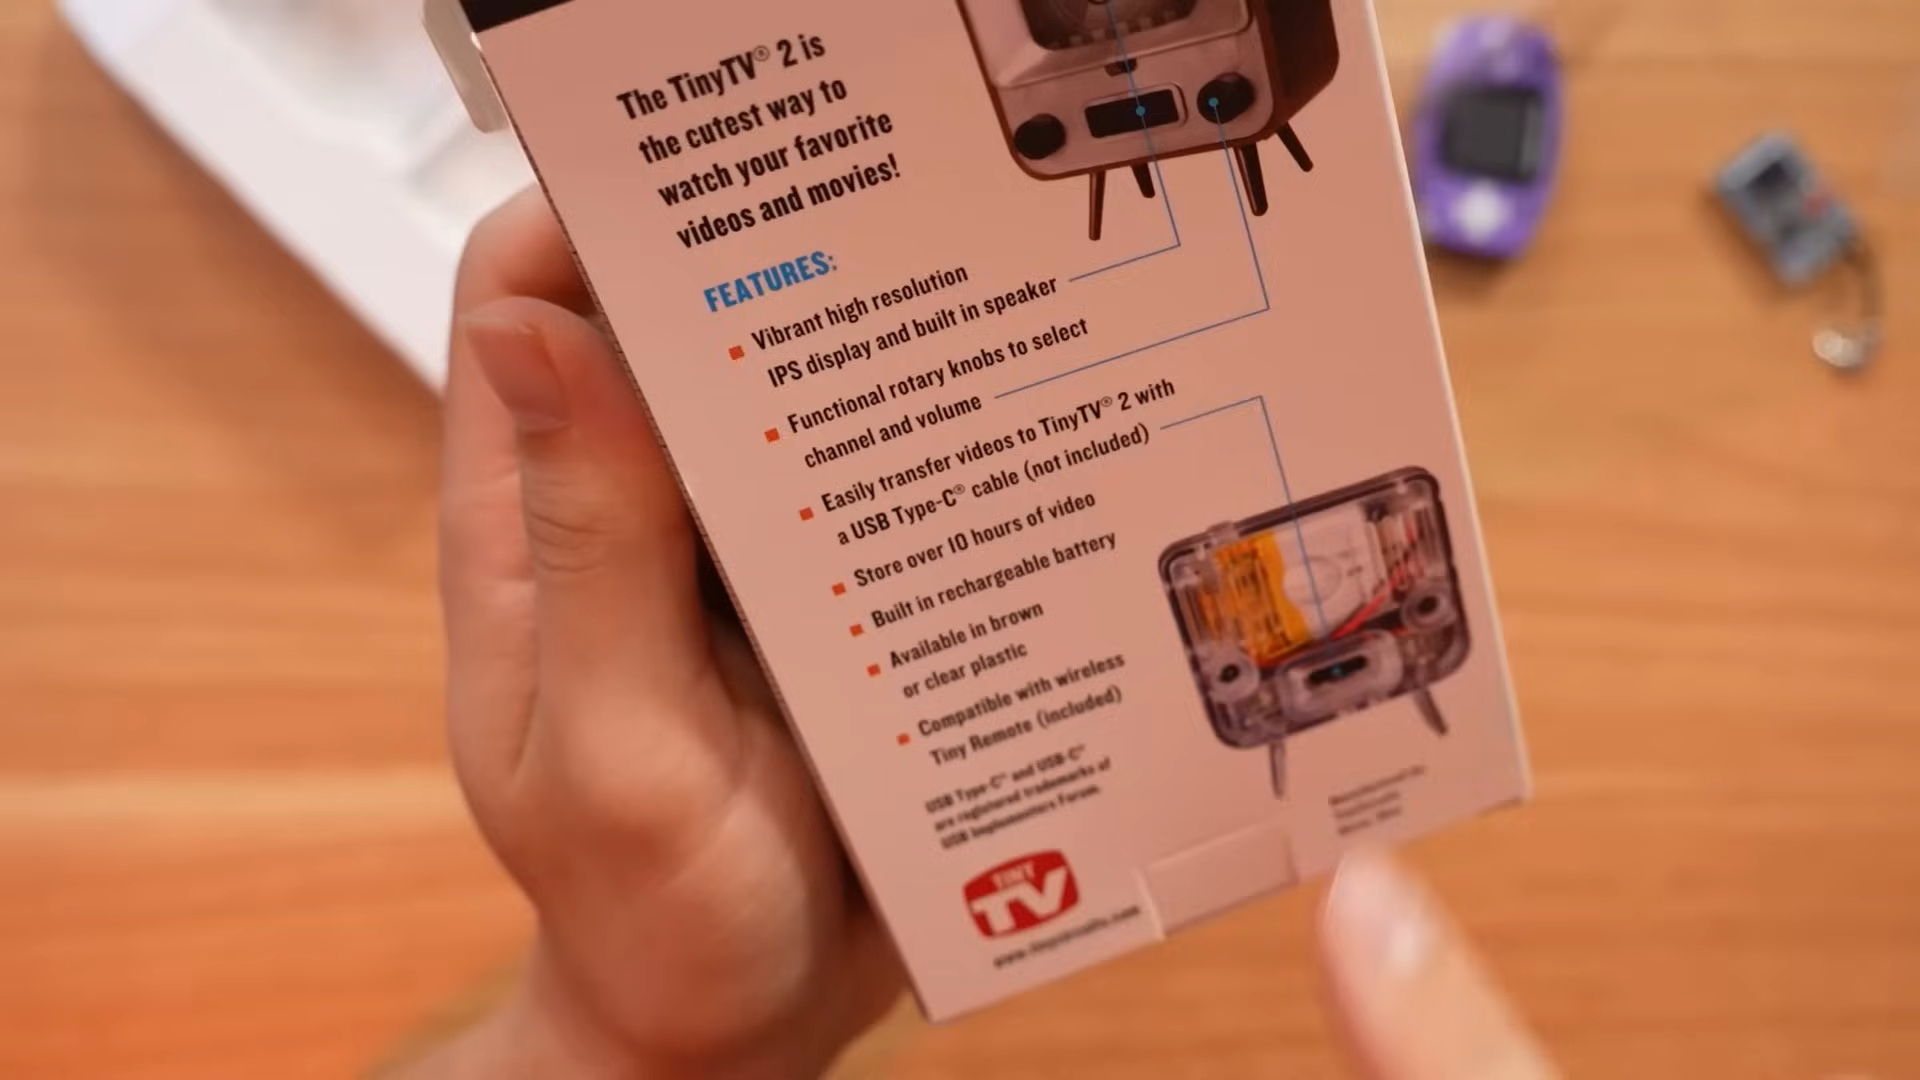 The TinyTV® 2 is
the cutest way to
watch your favorite
videos and movies!
FEATURES:
Vibrant high resolution
IPS display and built in speaker
Functional rotary knobs to select
channel and volume
Easily transfer videos to TinyTV® 2 with
a USB Type-C® cable (not included)
Store over 10 hours of video
Built in rechargeable battery
Available in brown
or clear plastic
Compatible with wireless
Tiny Remote (included)
USB Type-C® and USB-C®
are registered trademarks of
USB Implementers Forum.
TINY
TV